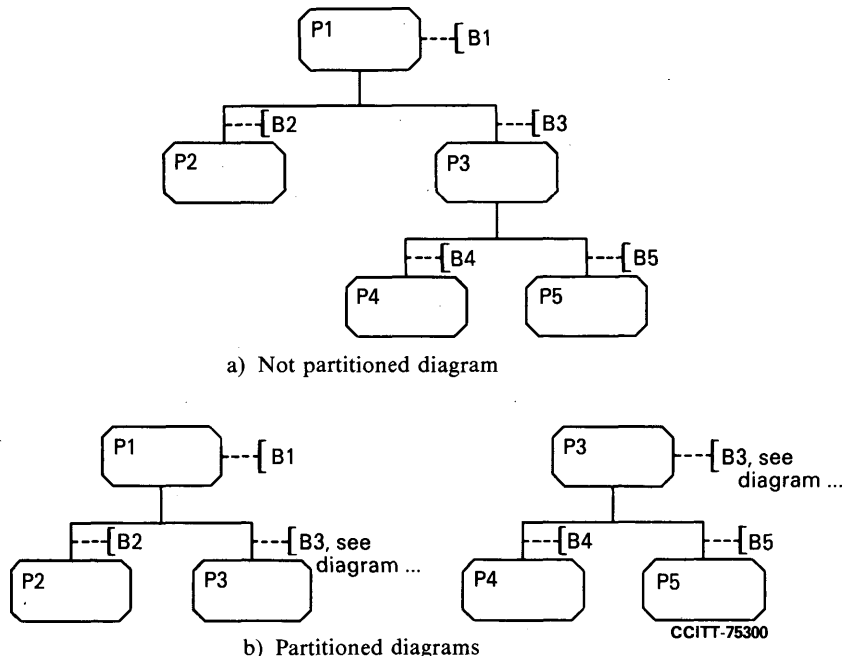 P1
B1
B2
B3
P2
P3
B4
B5
P4
P5
a) Not partitioned diagram
P1
B1
P3
B3, see
diagram ...
B2
B3, see
diagram ...
B4
B5
P2
P3
P4
P5
CCITT-75300
b) Partitioned diagrams